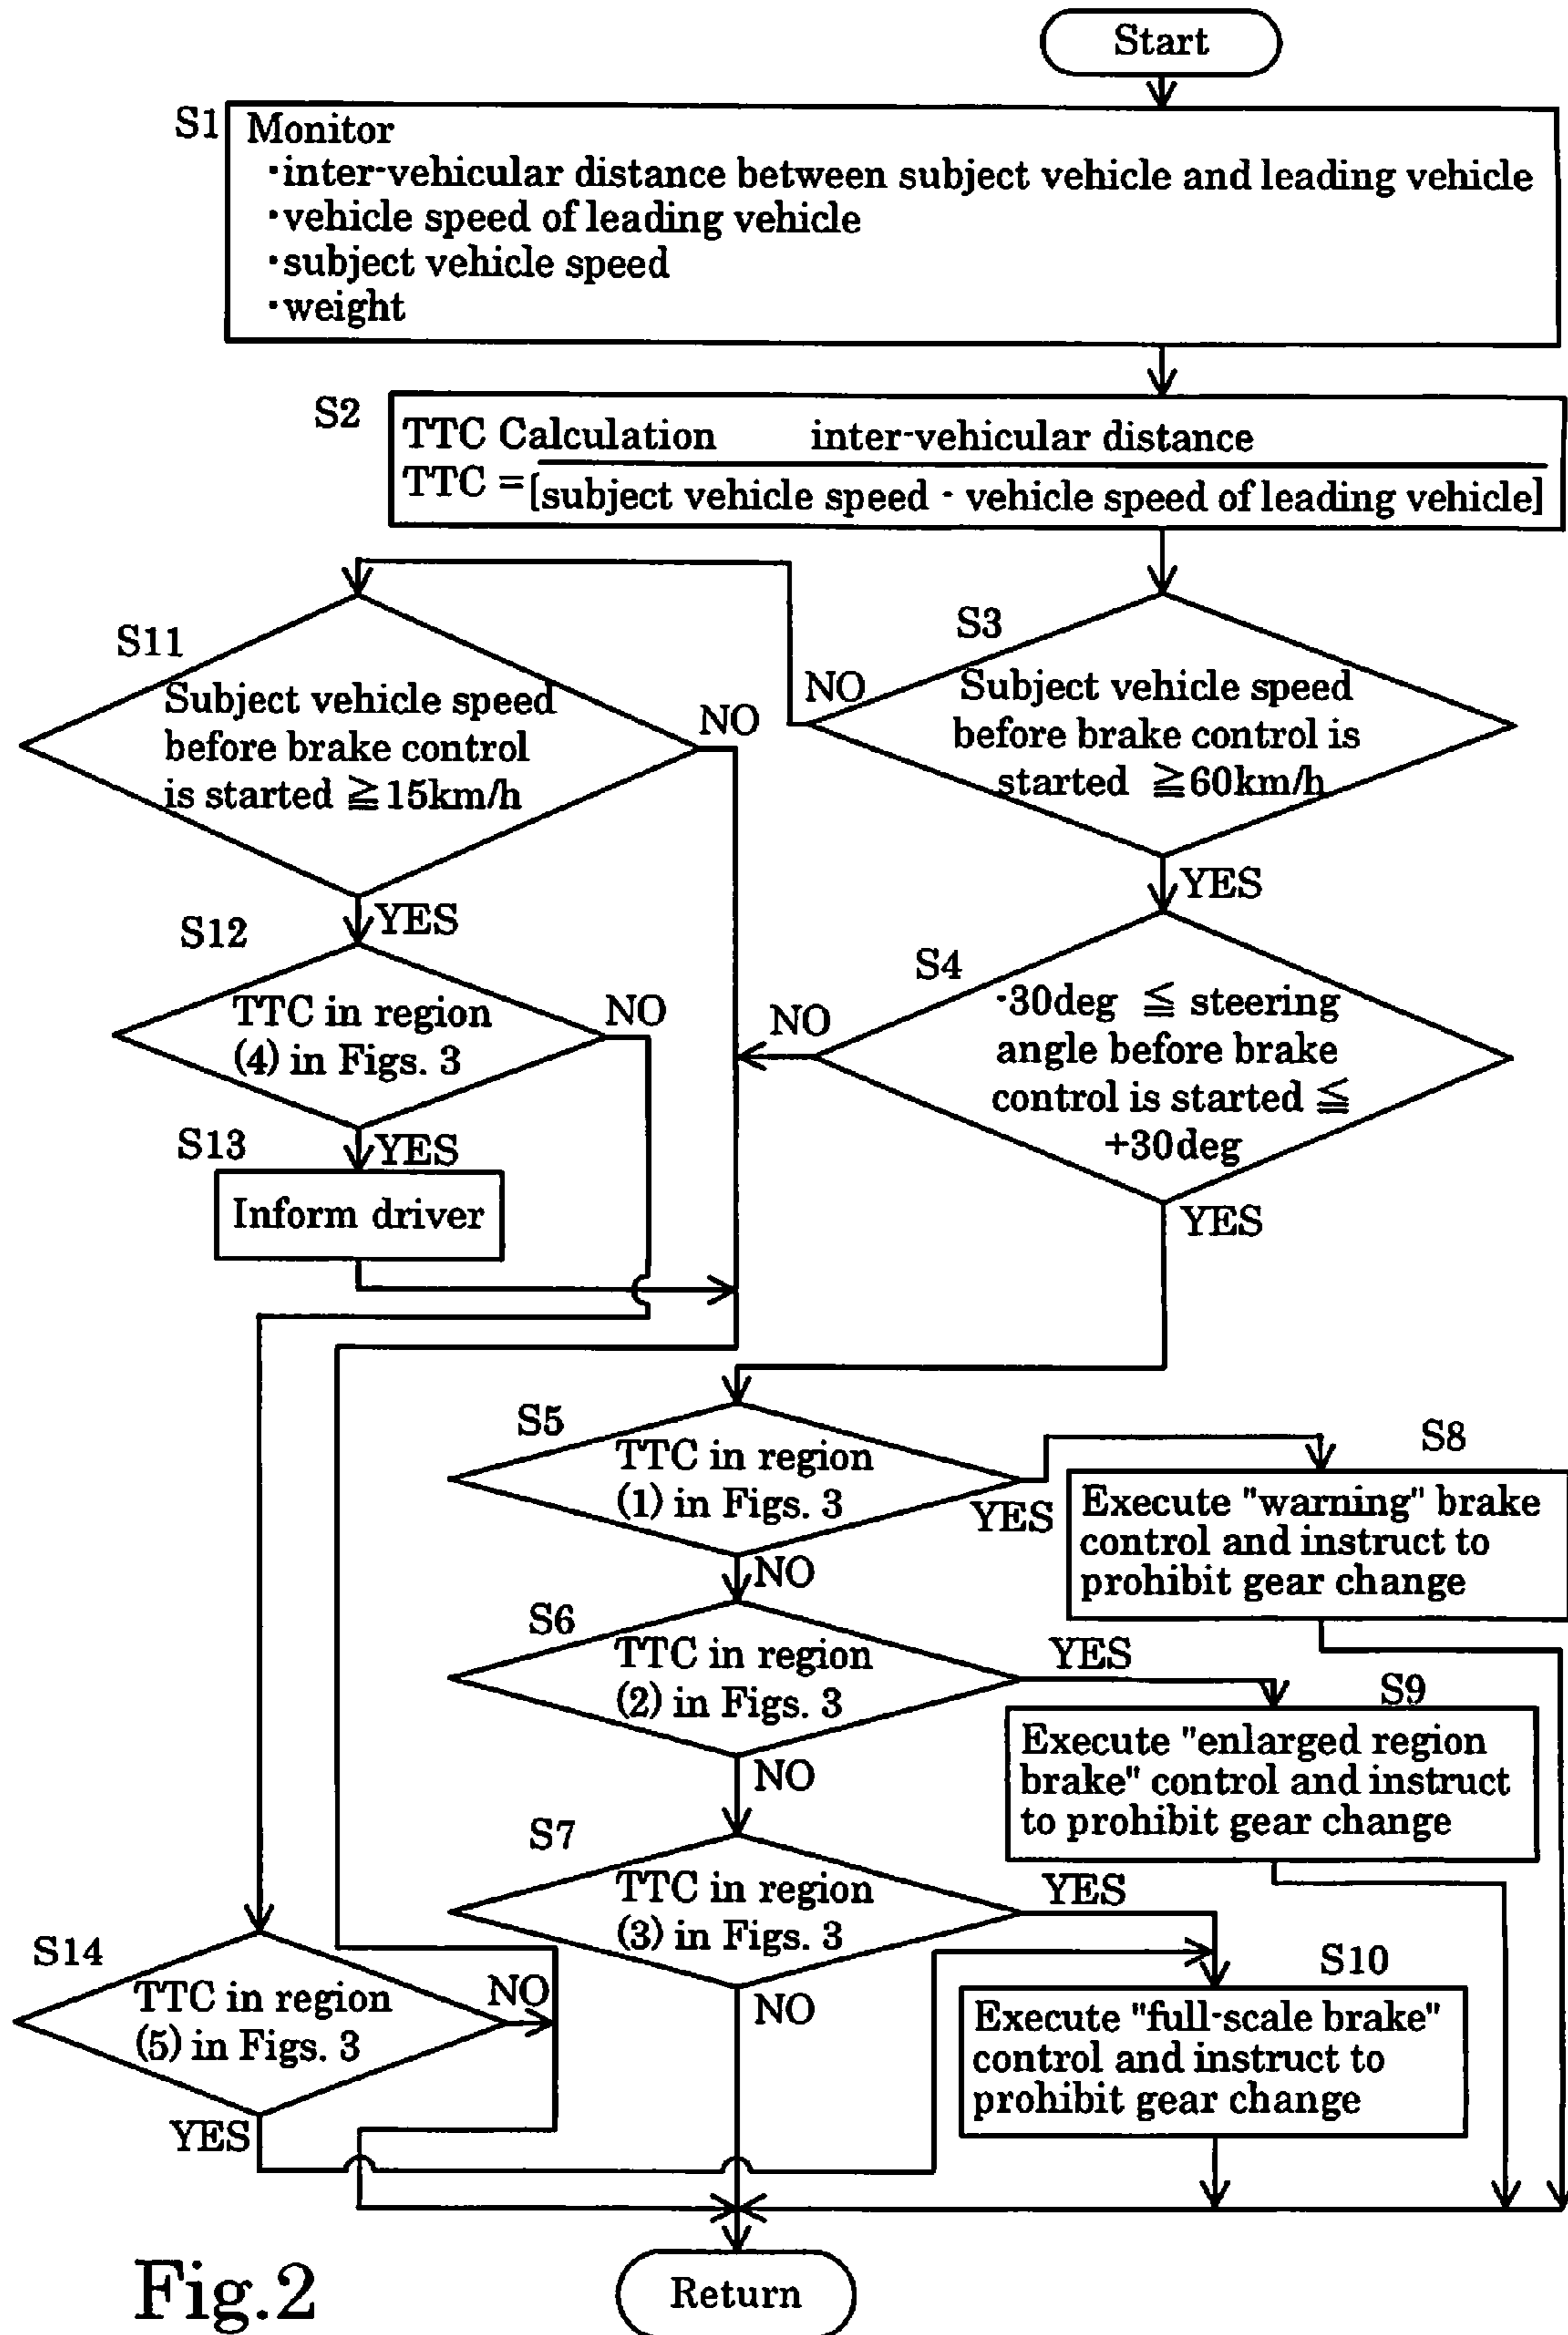 Start
S1
Monitor
·inter-vehicular distance between subject vehicle and leading vehicle
·vehicle speed of leading vehicle
·subject vehicle speed
·weight
S2
TTC Calculation inter-vehicular distance
TTC = [subject vehicle speed - vehicle speed of leading vehicle]
S3
Subject vehicle speed
before brake control is
started ≧60km/h
NO
YES
S11
Subject vehicle speed
before brake control
is started ≧15km/h
NO
YES
S4
-30deg ≦ steering
angle before brake
control is started ≦
+30deg
NO
YES
S12
TTC in region
(4) in Figs. 3
NO
YES
S13
Inform driver
S5
TTC in region
(1) in Figs. 3
YES
NO
S8
Execute "warning" brake
control and instruct to
prohibit gear change
S6
TTC in region
(2) in Figs. 3
YES
NO
S9
Execute "enlarged region
brake" control and instruct
to prohibit gear change
S7
TTC in region
(3) in Figs. 3
YES
NO
S10
Execute "full-scale brake"
control and instruct to
prohibit gear change
S14
TTC in region
(5) in Figs. 3
NO
YES
Return
Fig.2